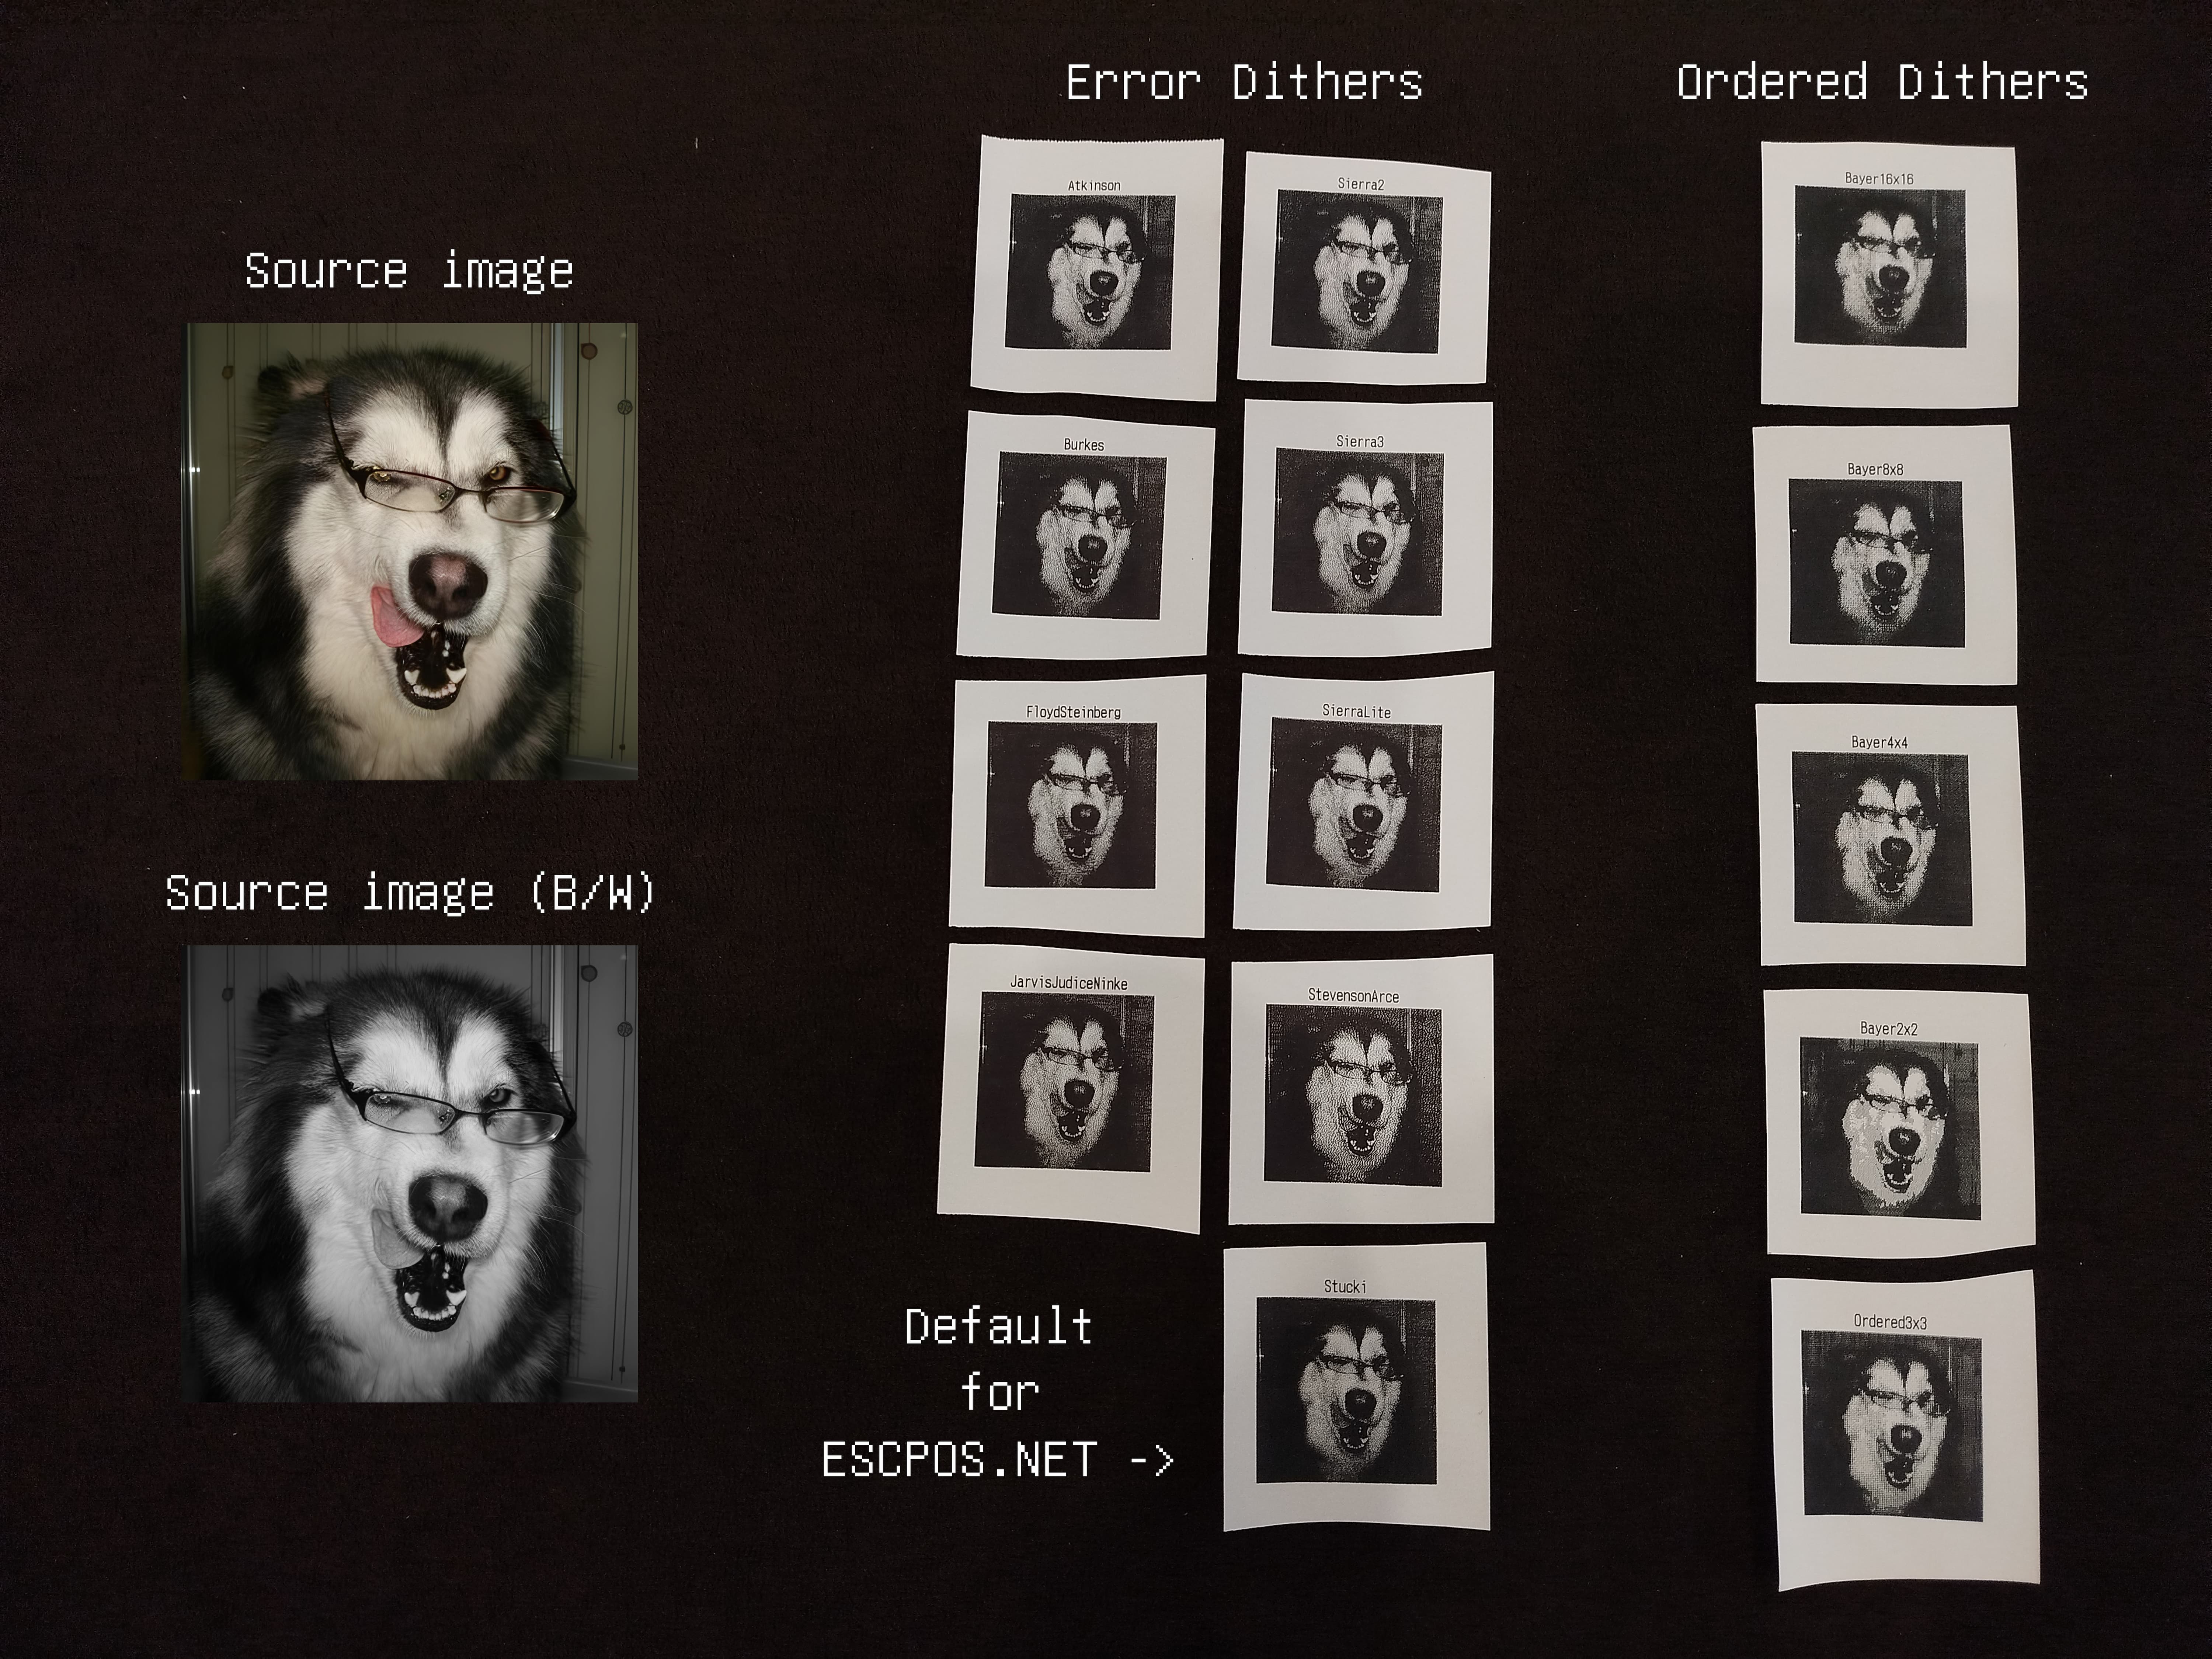 Source image
Source image (B/W)
Error Dithers
Atkinson
Sierra2
Burkes
Sierra3
FloydSteinberg
SierraLite
JarvisJudiceNinke
StevensonArce
Default
for
ESCPOS.NET ->
Stucki
Ordered Dithers
Bayer16x16
Bayer8x8
Bayer4x4
Bayer2x2
Ordered3x3